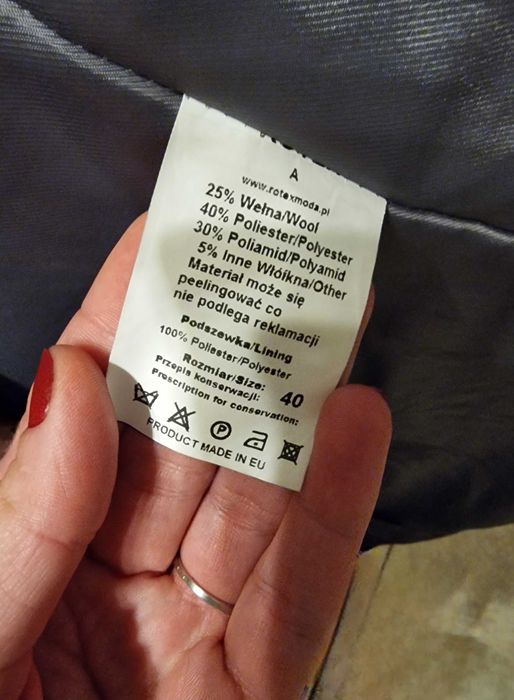 A
www.rotexmoda.pl
25% Wełna/Wool
40% Poliester/Polyester
30% Poliamid/Polyamid
5% Inne Włóikna/Other
Materiał może się
peelingować co
nie podlega reklamacji
Podszewka/Lining
100% Poliester/Polyester
Rozmiar/Size: 40
Przepis konserwacji:
Prescription for conservation:
P
PRODUCT MADE IN EU